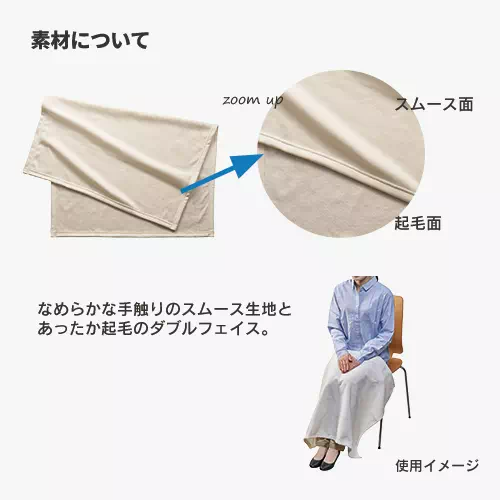 素材について
zoom up
スムース面
起毛面
なめらかな手触りのスムース生地と
あったか起毛のダブルフェイス。
使用イメージ